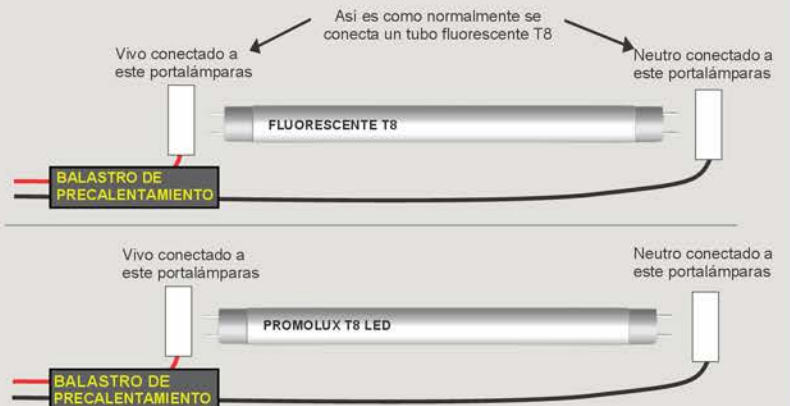 Asi es como normalmente se
conecta un tubo fluorescente T8
Vivo conectado a
este portalámparas
Neutro conectado a
este portalámparas
FLUORESCENTE T8
BALASTRO DE
PRECALENTAMIENTO
Vivo conectado a
este portalámparas
Neutro conectado a
este portalámparas
PROMOLUX T8 LED
BALASTRO DE
PRECALENTAMIENTO